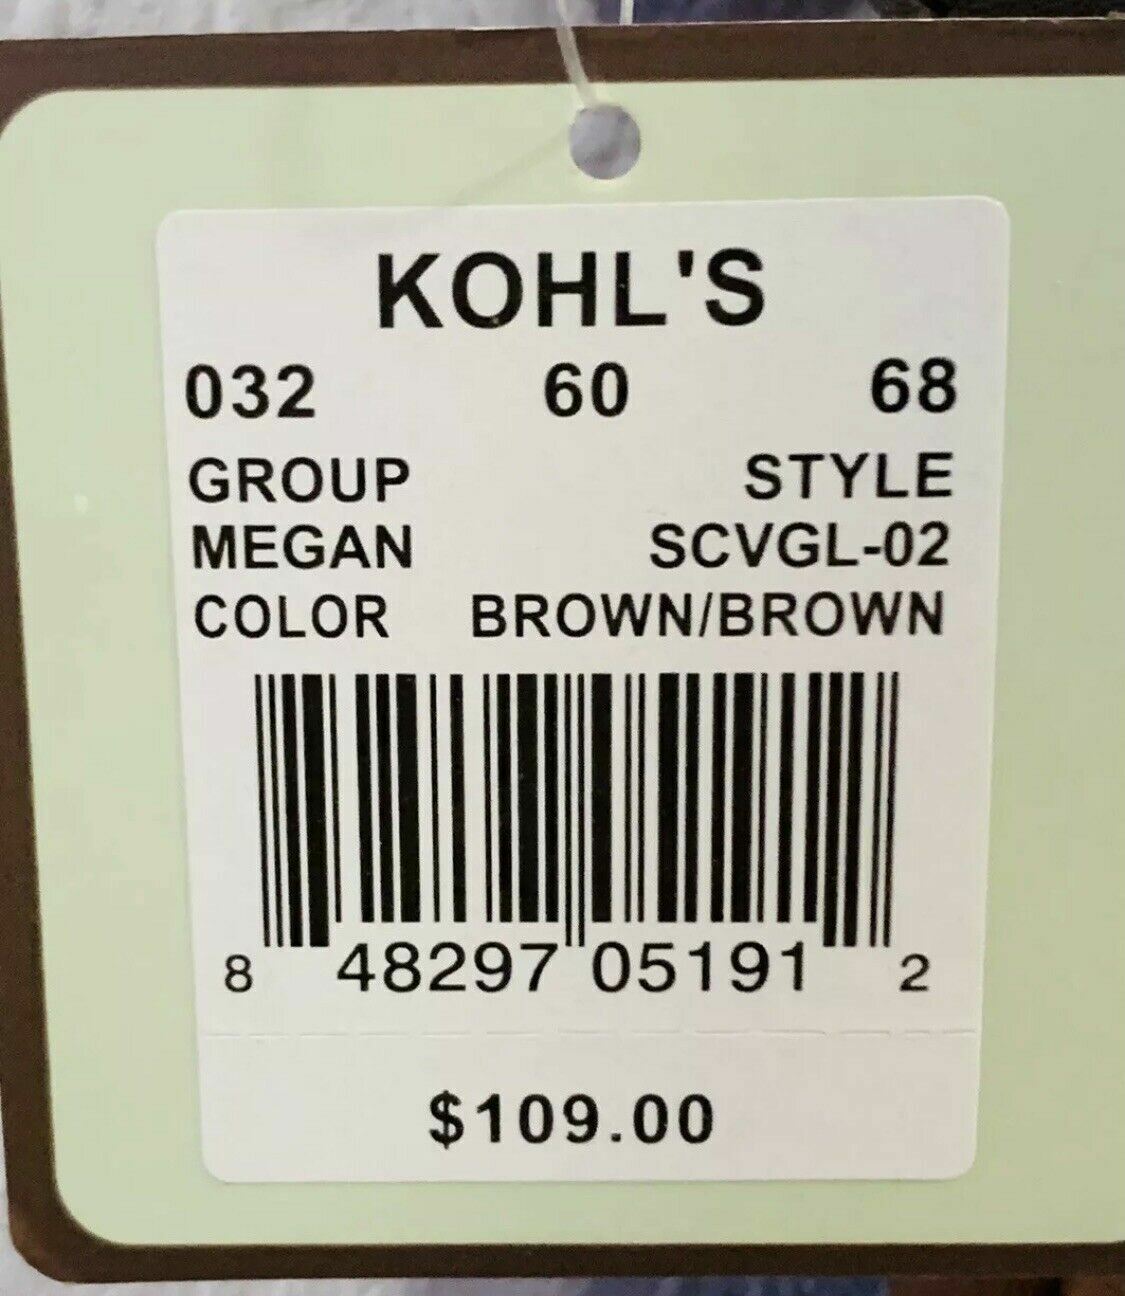 KOHL'S
032 60 68
GROUP STYLE
MEGAN SCVGL-02
COLOR BROWN/BROWN
8 48297 05191 2
$109.00